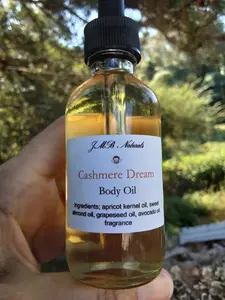 J.M.B. Naturals
Cashmere Dream
Body Oil
ingredients; apricot kernel oil, sweet
almond oil, grapeseed oil, avocado oil,
fragrance